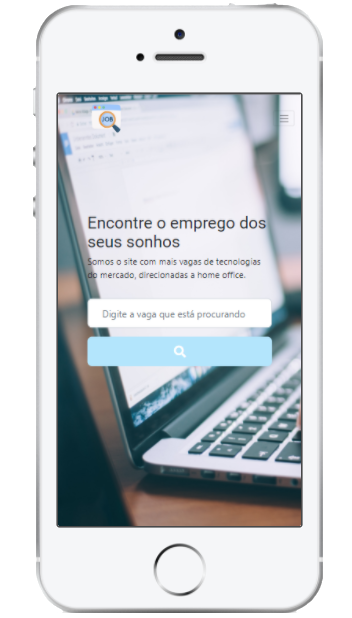 JOB
Encontre o emprego dos
seus sonhos
Somos o site com mais vagas de tecnologias
do mercado, direcionadas a home office.
Digite a vaga que está procurando